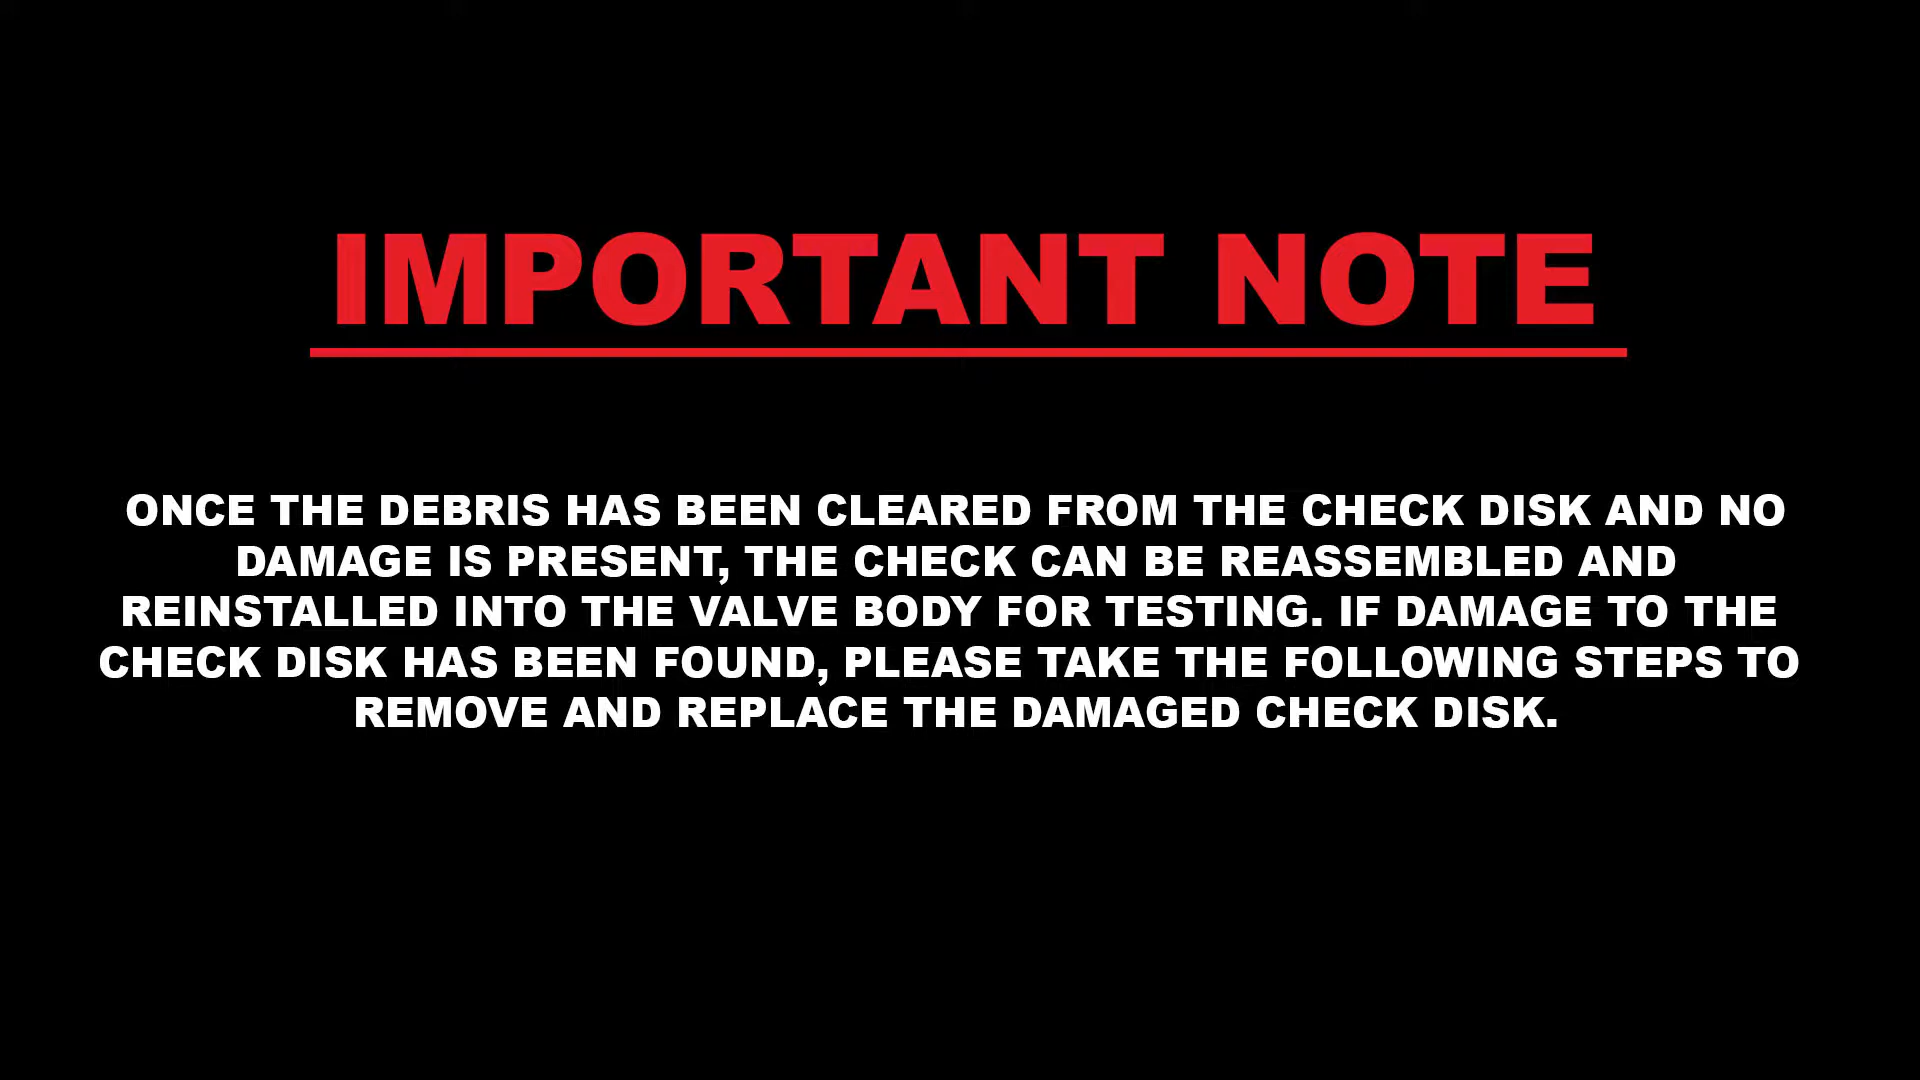 IMPORTANT NOTE
ONCE THE DEBRIS HAS BEEN CLEARED FROM THE CHECK DISK AND NO
DAMAGE IS PRESENT, THE CHECK CAN BE REASSEMBLED AND
REINSTALLED INTO THE VALVE BODY FOR TESTING. IF DAMAGE TO THE
CHECK DISK HAS BEEN FOUND, PLEASE TAKE THE FOLLOWING STEPS TO
REMOVE AND REPLACE THE DAMAGED CHECK DISK.